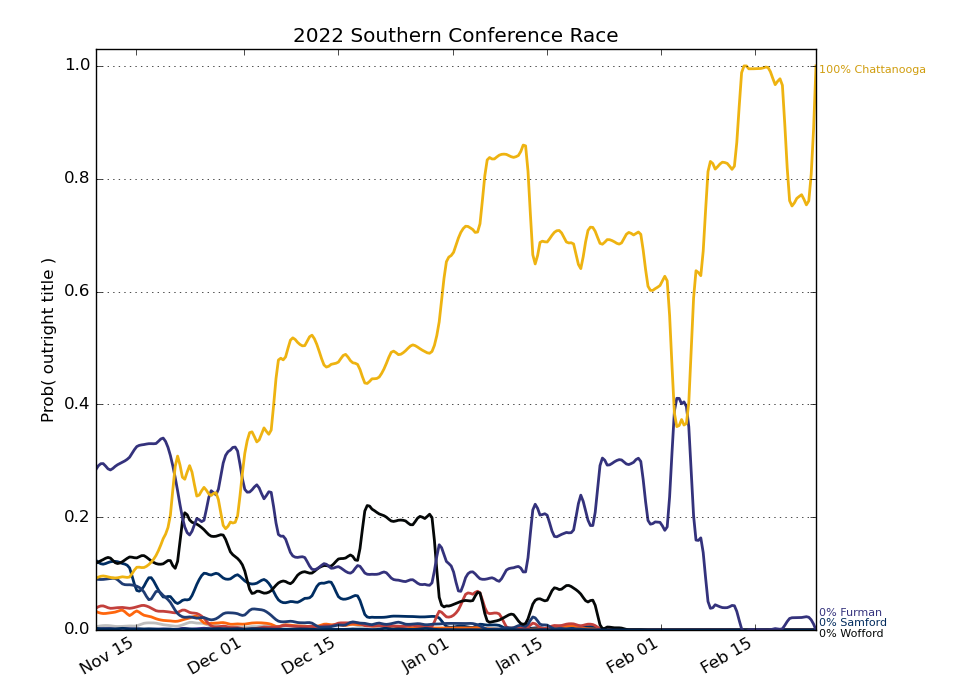 2022 Southern Conference Race
Prob( outright title )
1.0
0.8
0.6
0.4
0.2
0.0
100% Chattanooga
0% Furman
0% Samford
0% Wofford
Nov 15
Dec 01
Dec 15
Jan 01
Jan 15
Feb 01
Feb 15